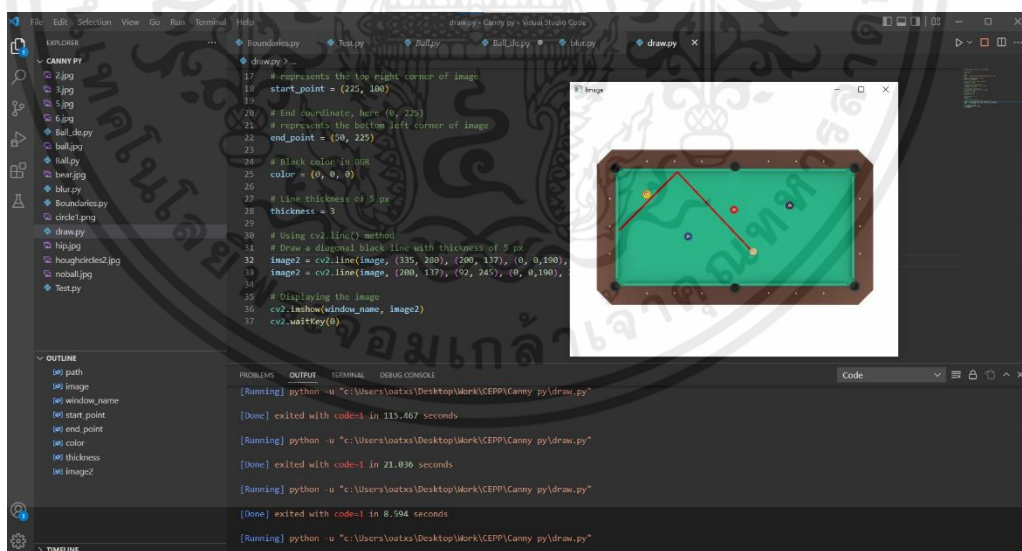 File Edit Selection View Go Run Terminal Help
draw.py - Canny py - Visual Studio Code
EXPLORER
Boundaries.py Test.py Ball.py Ball_de.py blur.py draw.py
CANNY PY
2.jpg
3.jpg
5.jpg
6.jpg
Ball_de.py
ball.jpg
Ball.py
bear.jpg
blur.py
Boundaries.py
circle1.png
draw.py
hip.jpg
houghcircles2.jpg
noball.jpg
Test.py
draw.py > ...
17 # represents the top right corner of image
18 start_point = (225, 100)
19
20 # End coordinate, here (0, 225)
21 # represents the bottom left corner of image
22 end_point = (50, 225)
23
24 # Black color in BGR
25 color = (0, 0, 0)
26
27 # Line thickness of 5 px
28 thickness = 3
29
30 # Using cv2.line() method
31 # Draw a diagonal black line with thickness of 5 px
32 image2 = cv2.line(image, (335, 280), (200, 137), (0, 0,190),
33 image2 = cv2.line(image, (200, 137), (92, 245), (0, 0,190),
34
35 # Displaying the image
36 cv2.imshow(window_name, image2)
37 cv2.waitKey(0)
Image
OUTLINE
path
image
window_name
start_point
end_point
color
thickness
image2
TIMELINE
PROBLEMS OUTPUT TERMINAL DEBUG CONSOLE
Code
[Running] python -u "c:\Users\oatxs\Desktop\Work\CEPP\Canny py\draw.py"
[Done] exited with code=1 in 115.467 seconds
[Running] python -u "c:\Users\oatxs\Desktop\Work\CEPP\Canny py\draw.py"
[Done] exited with code=1 in 21.036 seconds
[Running] python -u "c:\Users\oatxs\Desktop\Work\CEPP\Canny py\draw.py"
[Done] exited with code=1 in 8.594 seconds
[Running] python -u "c:\Users\oatxs\Desktop\Work\CEPP\Canny py\draw.py"